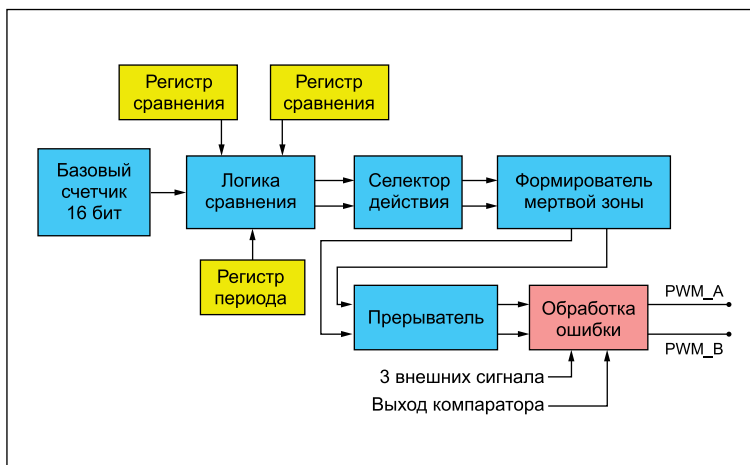 Регистр
сравнения
Регистр
сравнения
Базовый
счетчик
16 бит
Логика
сравнения
Селектор
действия
Формирователь
мертвой зоны
Регистр
периода
Прерыватель
Обработка
ошибки
PWM_A
PWM_B
3 внешних сигнала
Выход компаратора